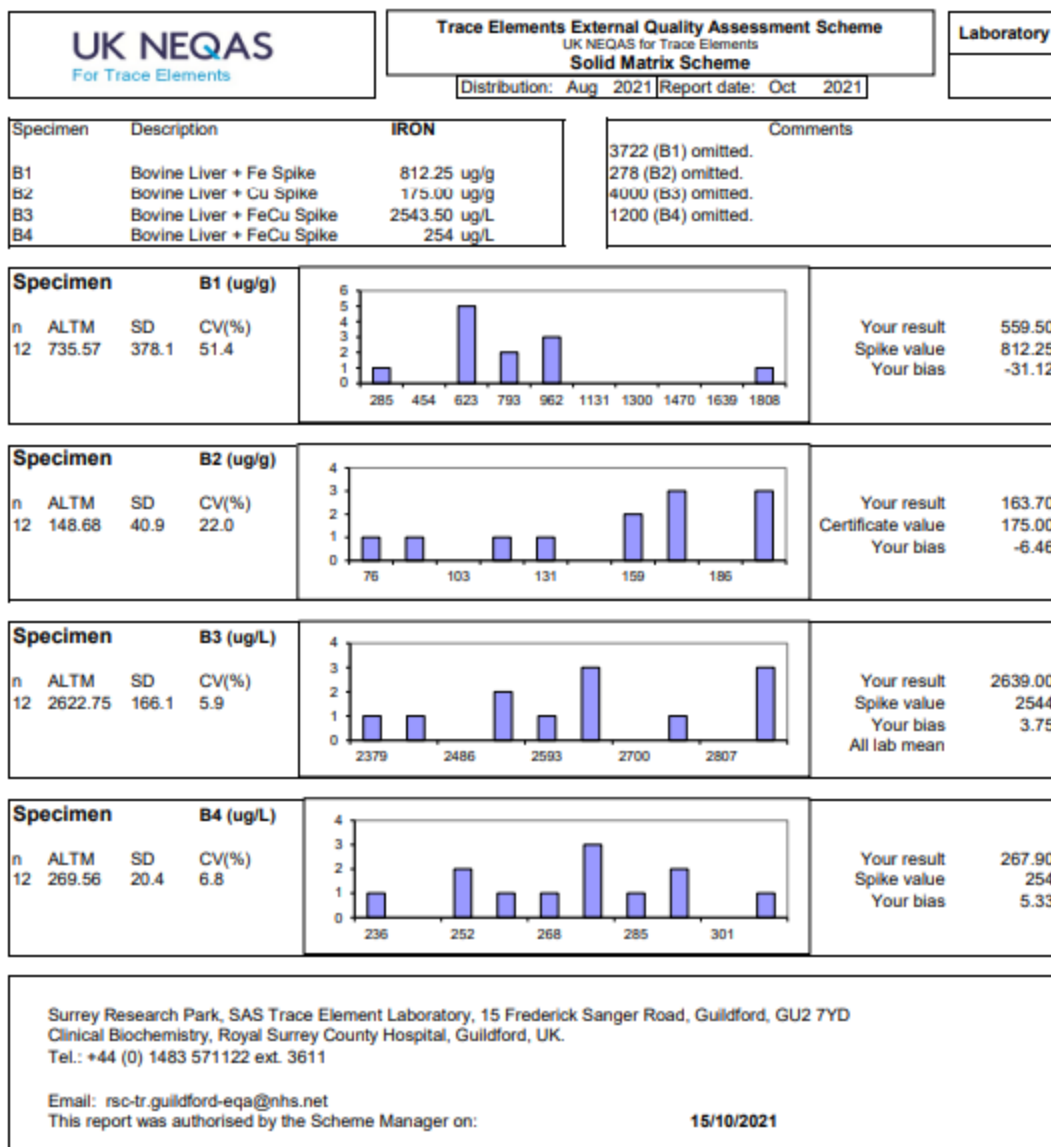 UK NEQAS
For Trace Elements
Trace Elements External Quality Assessment Scheme
UK NEQAS for Trace Elements
Solid Matrix Scheme
Distribution: Aug 2021 Report date: Oct 2021
Laboratory
Specimen Description IRON
B1 Bovine Liver + Fe Spike 812.25 ug/g
B2 Bovine Liver + Cu Spike 175.00 ug/g
B3 Bovine Liver + FeCu Spike 2543.50 ug/L
B4 Bovine Liver + FeCu Spike 254 ug/L
Comments
3722 (B1) omitted.
278 (B2) omitted.
4000 (B3) omitted.
1200 (B4) omitted.
Specimen B1 (ug/g)
n ALTM SD CV(%)
12 735.57 378.1 51.4
6
5
4
3
2
1
0
285 454 623 793 962 1131 1300 1470 1639 1808
Your result 559.50
Spike value 812.25
Your bias -31.12
Specimen B2 (ug/g)
n ALTM SD CV(%)
12 148.68 40.9 22.0
4
3
2
1
0
76 103 131 159 186
Your result 163.70
Certificate value 175.00
Your bias -6.46
Specimen B3 (ug/L)
n ALTM SD CV(%)
12 2622.75 166.1 5.9
4
3
2
1
0
2379 2486 2593 2700 2807
Your result 2639.00
Spike value 2544
Your bias 3.75
All lab mean
Specimen B4 (ug/L)
n ALTM SD CV(%)
12 269.56 20.4 6.8
4
3
2
1
0
236 252 268 285 301
Your result 267.90
Spike value 254
Your bias 5.33
Surrey Research Park, SAS Trace Element Laboratory, 15 Frederick Sanger Road, Guildford, GU2 7YD
Clinical Biochemistry, Royal Surrey County Hospital, Guildford, UK.
Tel.: +44 (0) 1483 571122 ext. 3611
Email: rsc-tr.guildford-eqa@nhs.net
This report was authorised by the Scheme Manager on: 15/10/2021